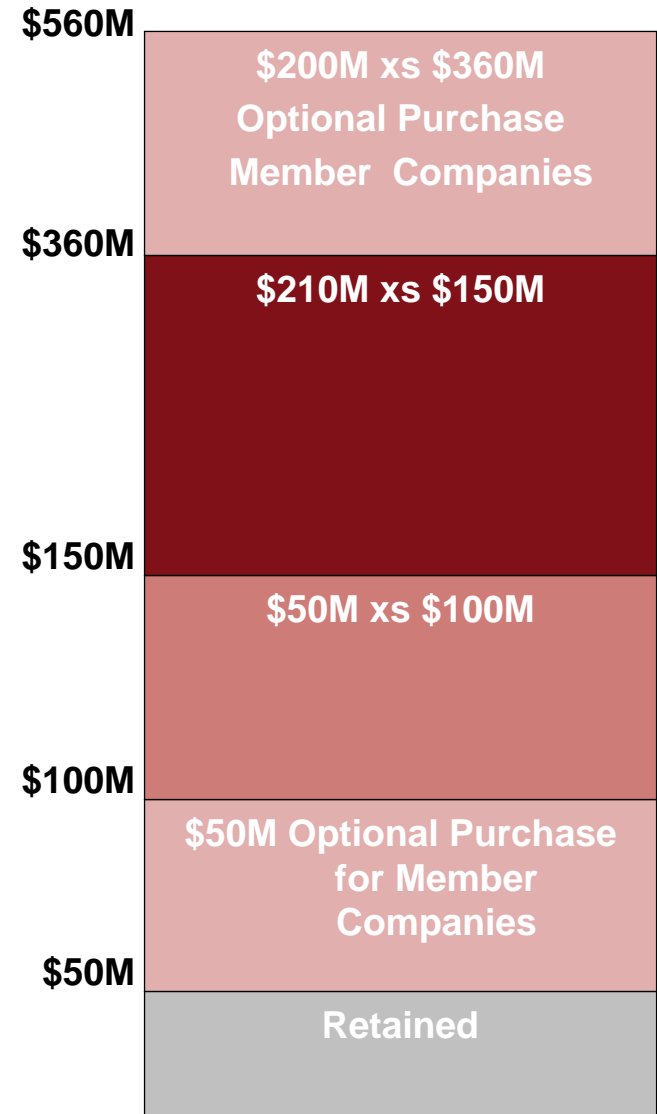 $560M
$200M xs $360M
Optional Purchase
Member Companies
$360M
$210M xs $150M
$150M
$50M xs $100M
$100M
$50M Optional Purchase
for Member
Companies
$50M
Retained